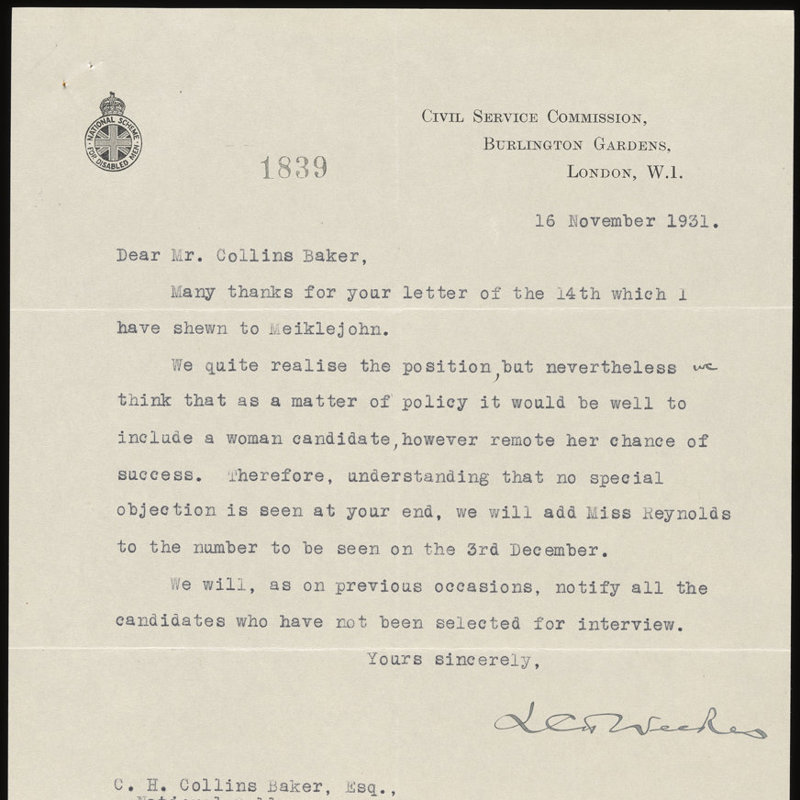 NATIONAL SCHEME
FOR DISABLED MEN
1839
CIVIL SERVICE COMMISSION,
BURLINGTON GARDENS,
LONDON, W.1.
16 November 1931.
Dear Mr. Collins Baker,
Many thanks for your letter of the 14th which I
have shewn to Meiklejohn.
We quite realise the position, but nevertheless we
think that as a matter of policy it would be well to
include a woman candidate, however remote her chance of
success. Therefore, understanding that no special
objection is seen at your end, we will add Miss Reynolds
to the number to be seen on the 3rd December.
We will, as on previous occasions, notify all the
candidates who have not been selected for interview.
Yours sincerely,
Weekes
C. H. Collins Baker, Esq.,